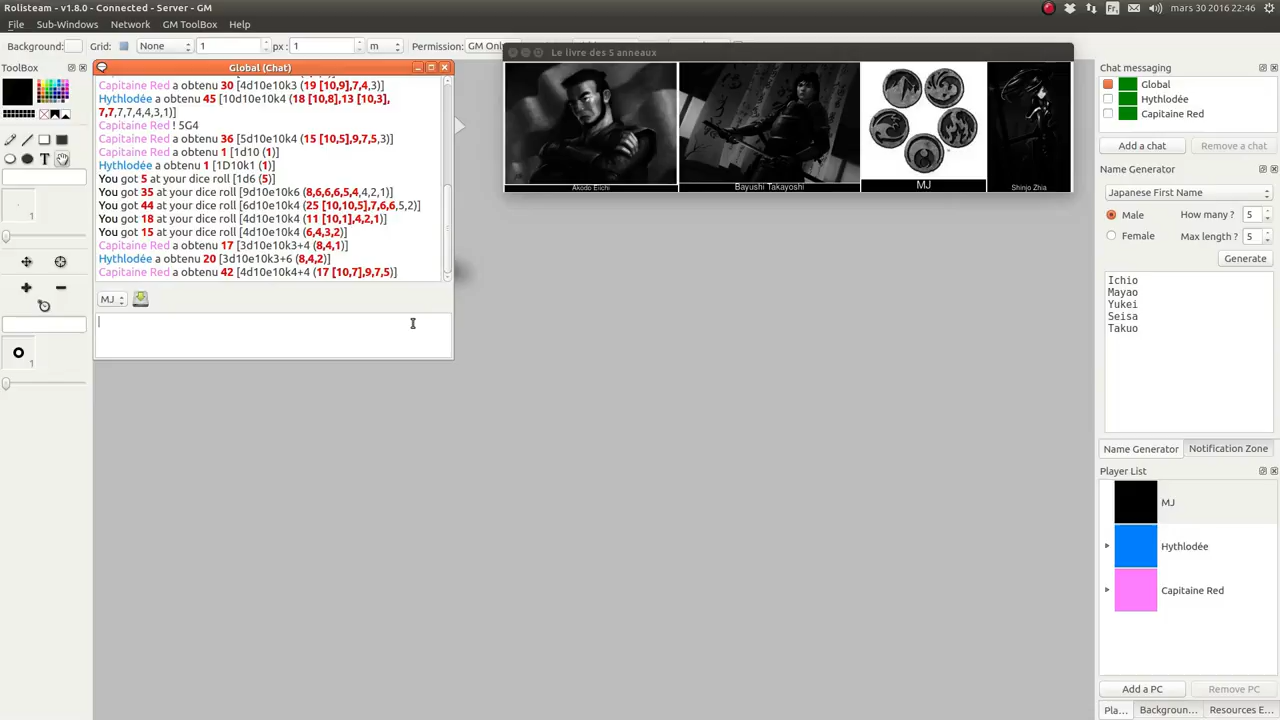 Rolisteam - v1.8.0 - Connected - Server - GM
Fr
mars 30 2016 22:46
File Sub-Windows Network GM ToolBox Help
Background: Grid: None 1 px : 1 m Permission: GM Onl
ToolBox
1
1
Global (Chat)
Capitaine Red a obtenu 30 [4d10e10k3 (19 [10,9],7,4,3)]
Hythlodée a obtenu 45 [10d10e10k4 (18 [10,8],13 [10,3],
7,7,7,7,4,4,3,1)]
Capitaine Red ! 5G4
Capitaine Red a obtenu 36 [5d10e10k4 (15 [10,5],9,7,5,3)]
Capitaine Red a obtenu 1 [1d10 (1)]
Hythlodée a obtenu 1 [1D10k1 (1)]
You got 5 at your dice roll [1d6 (5)]
You got 35 at your dice roll [9d10e10k6 (8,6,6,6,5,4,4,2,1)]
You got 44 at your dice roll [6d10e10k4 (25 [10,10,5],7,6,6,5,2)]
You got 18 at your dice roll [4d10e10k4 (11 [10,1],4,2,1)]
You got 15 at your dice roll [4d10e10k4 (6,4,3,2)]
Capitaine Red a obtenu 17 [3d10e10k3+4 (8,4,1)]
Hythlodée a obtenu 20 [3d10e10k3+6 (8,4,2)]
Capitaine Red a obtenu 42 [4d10e10k4+4 (17 [10,7],9,7,5)]
MJ
Le livre des 5 anneaux
Akodo Eiichi
Bayushi Takayoshi
MJ
Shinjo Zhia
Chat messaging
Global
Hythlodée
Capitaine Red
Add a chat Remove a chat
Name Generator
Japanese First Name
Male How many ? 5
Female Max length ? 5
Generate
Ichio
Mayao
Yukei
Seisa
Takuo
Name Generator Notification Zone
Player List
MJ
Hythlodée
Capitaine Red
Add a PC Remove PC
Pla... Backgroun... Resources E...